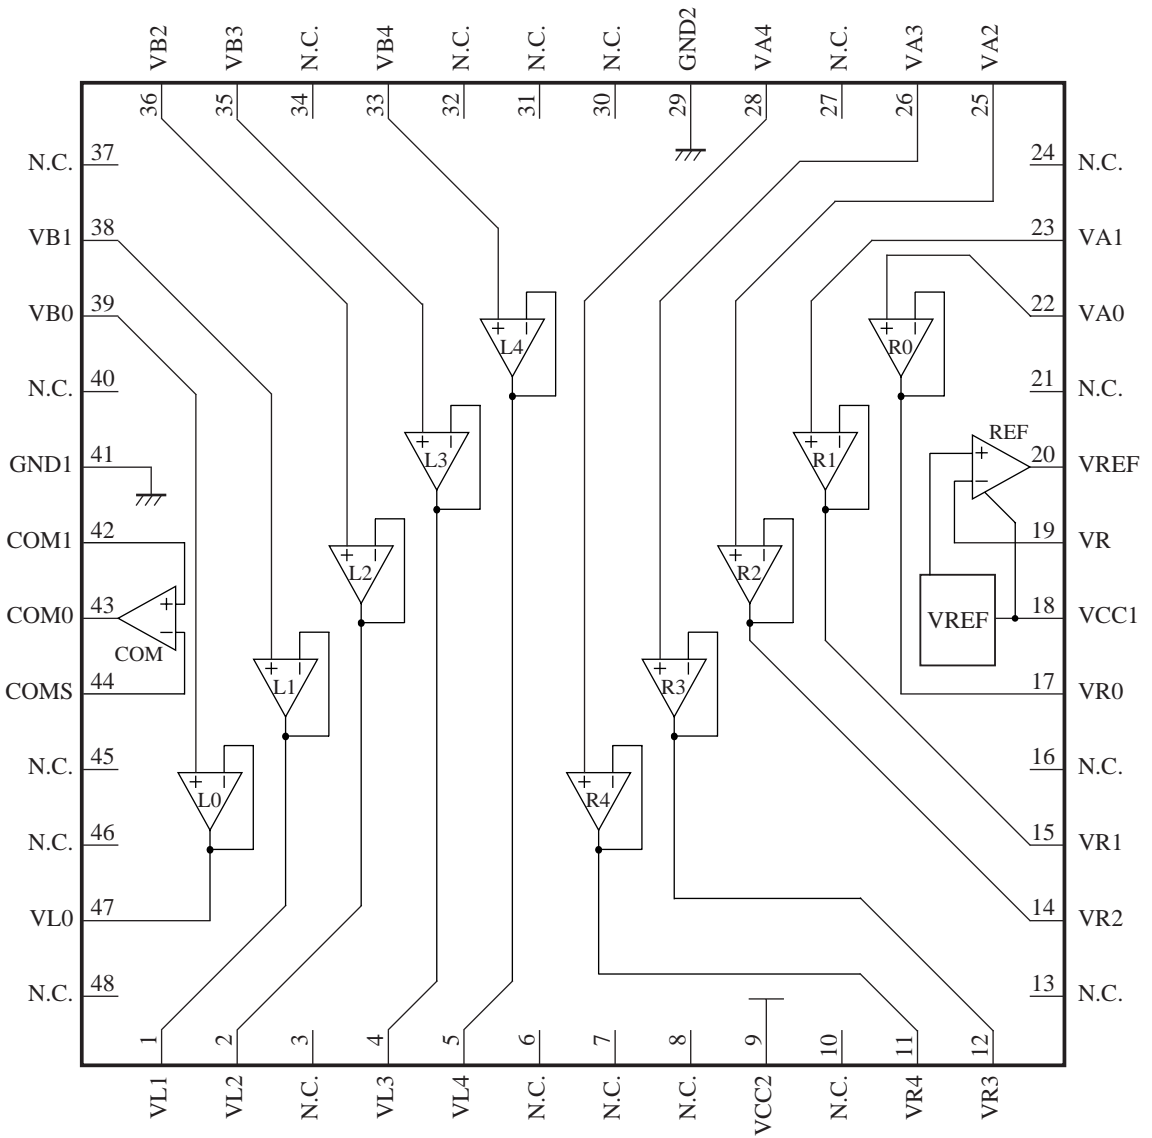 VB2 VB3 N.C. VB4 N.C. N.C. N.C. GND2 VA4 N.C. VA3 VA2
36 35 34 33 32 31 30 29 28 27 26 25
N.C. 37 24 N.C.
VB1 38 23 VA1
VB0 39 22 VA0
+ − L4
+ − R0
N.C. 40 21 N.C.
+ − L3
+ − R1
REF
GND1 41 + − 20 VREF
COM1 42 19 VR
+ − L2
+ − R2
COM0 43 + − VREF 18 VCC1
COM
+ − L1
+ − R3
COMS 44 17 VR0
N.C. 45 16 N.C.
+ − L0
+ − R4
N.C. 46 15 VR1
VL0 47 14 VR2
N.C. 48 13 N.C.
1 2 3 4 5 6 7 8 9 10 11 12
VL1 VL2 N.C. VL3 VL4 N.C. N.C. N.C. VCC2 N.C. VR4 VR3